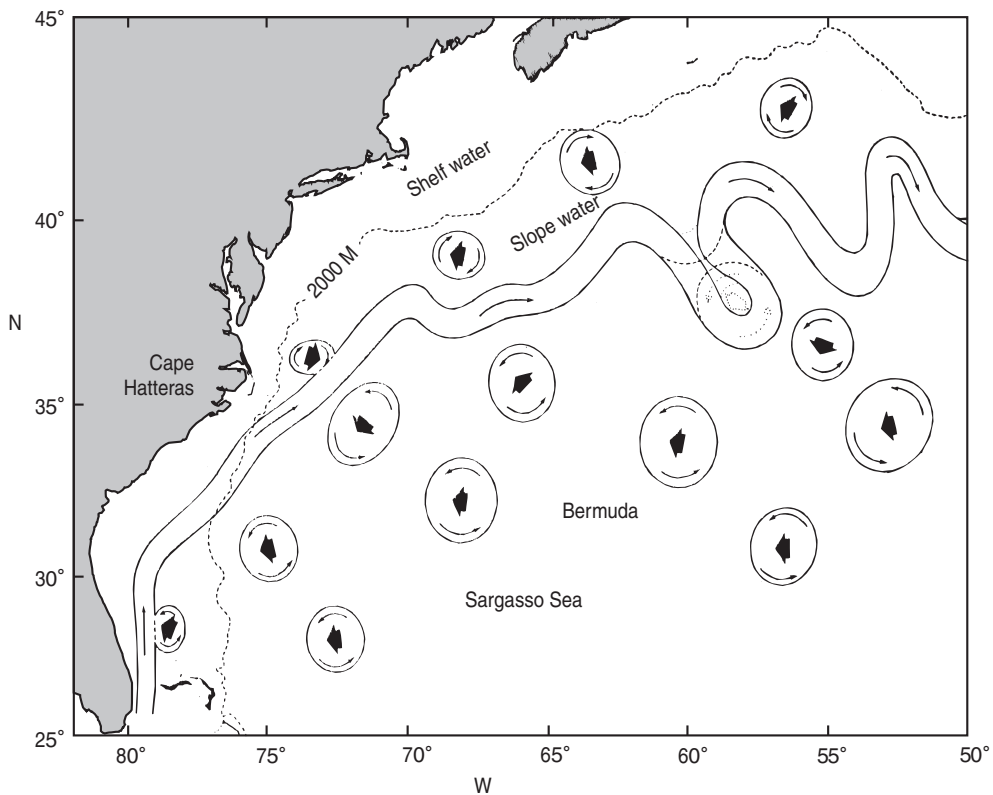 45°
40°
N
35°
30°
25°
Shelf water
Slope water
2000 M
Cape
Hatteras
Bermuda
Sargasso Sea
80°
75°
70°
65°
60°
55°
50°
W